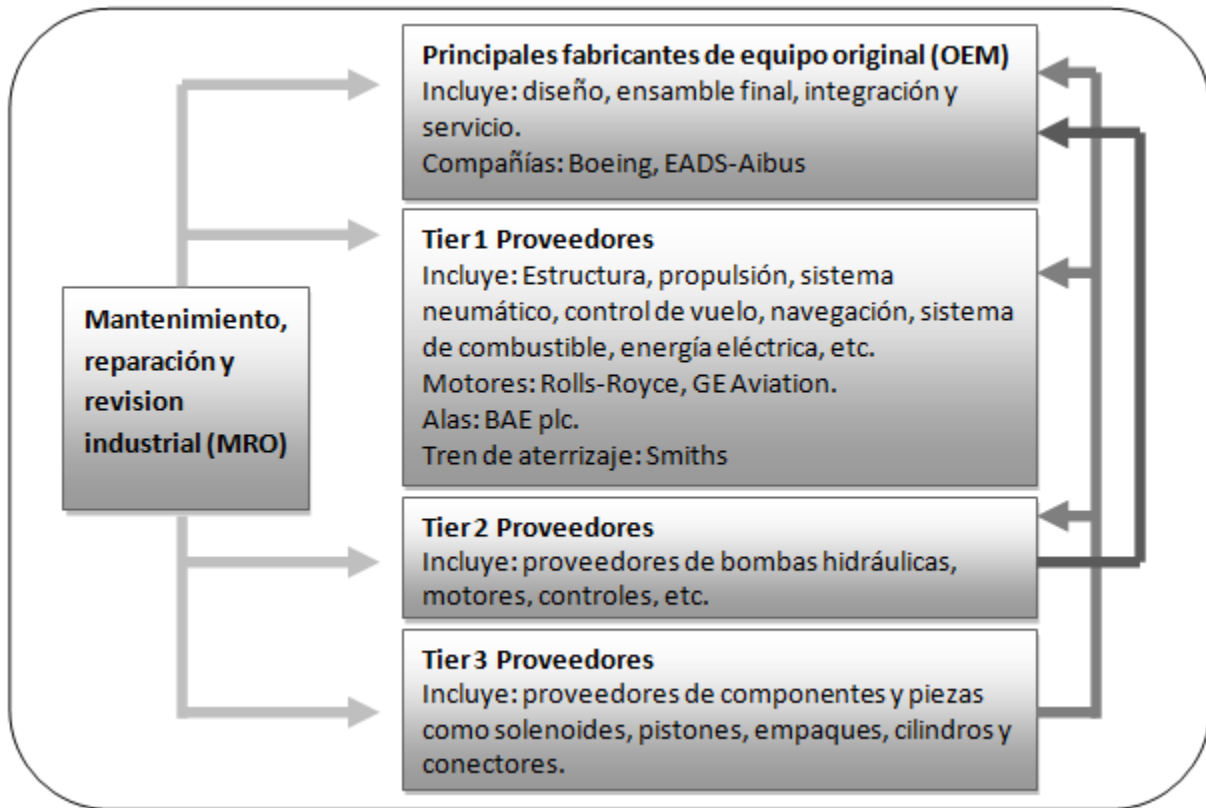 Principales fabricantes de equipo original (OEM)
Incluye: diseño, ensamble final, integración y
servicio.
Compañías: Boeing, EADS-Aibus
Tier 1 Proveedores
Incluye: Estructura, propulsión, sistema
neumático, control de vuelo, navegación, sistema
de combustible, energía eléctrica, etc.
Motores: Rolls-Royce, GE Aviation.
Alas: BAE plc.
Tren de aterrizaje: Smiths
Mantenimiento,
reparación y
revision
industrial (MRO)
Tier 2 Proveedores
Incluye: proveedores de bombas hidráulicas,
motores, controles, etc.
Tier 3 Proveedores
Incluye: proveedores de componentes y piezas
como solenoides, pistones, empaques, cilindros y
conectores.